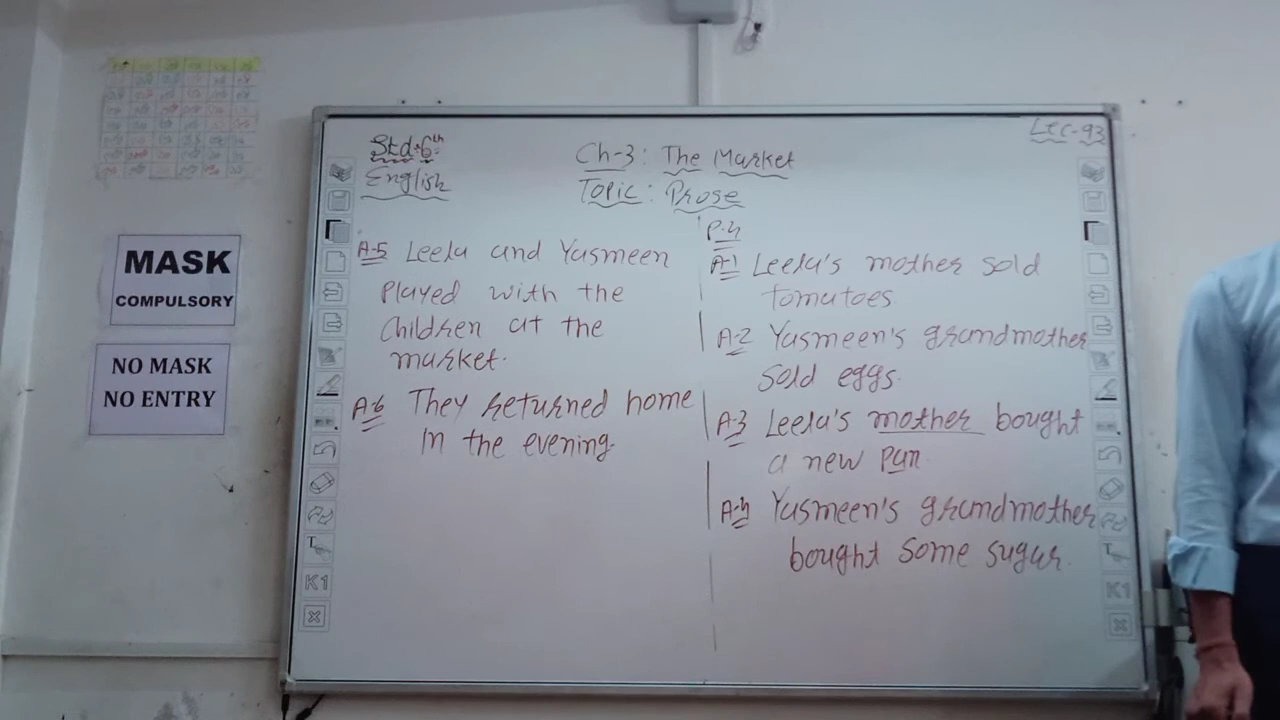 Std-6th
English
Ch-3: The Market
Topic: Prose
Lec-93
A-5 Leela and Yasmeen
Played with the
Children at the
market.
A-6 They returned home
In the evening.
P-4
A-1 Leela's mother sold
tomatoes.
A-2 Yasmeen's grandmother
Sold eggs.
A-3 Leela's mother bought
a new pan.
A-4 Yasmeen's grandmother
bought some sugar.
MASK
COMPULSORY
NO MASK
NO ENTRY
T
K1
T
K1